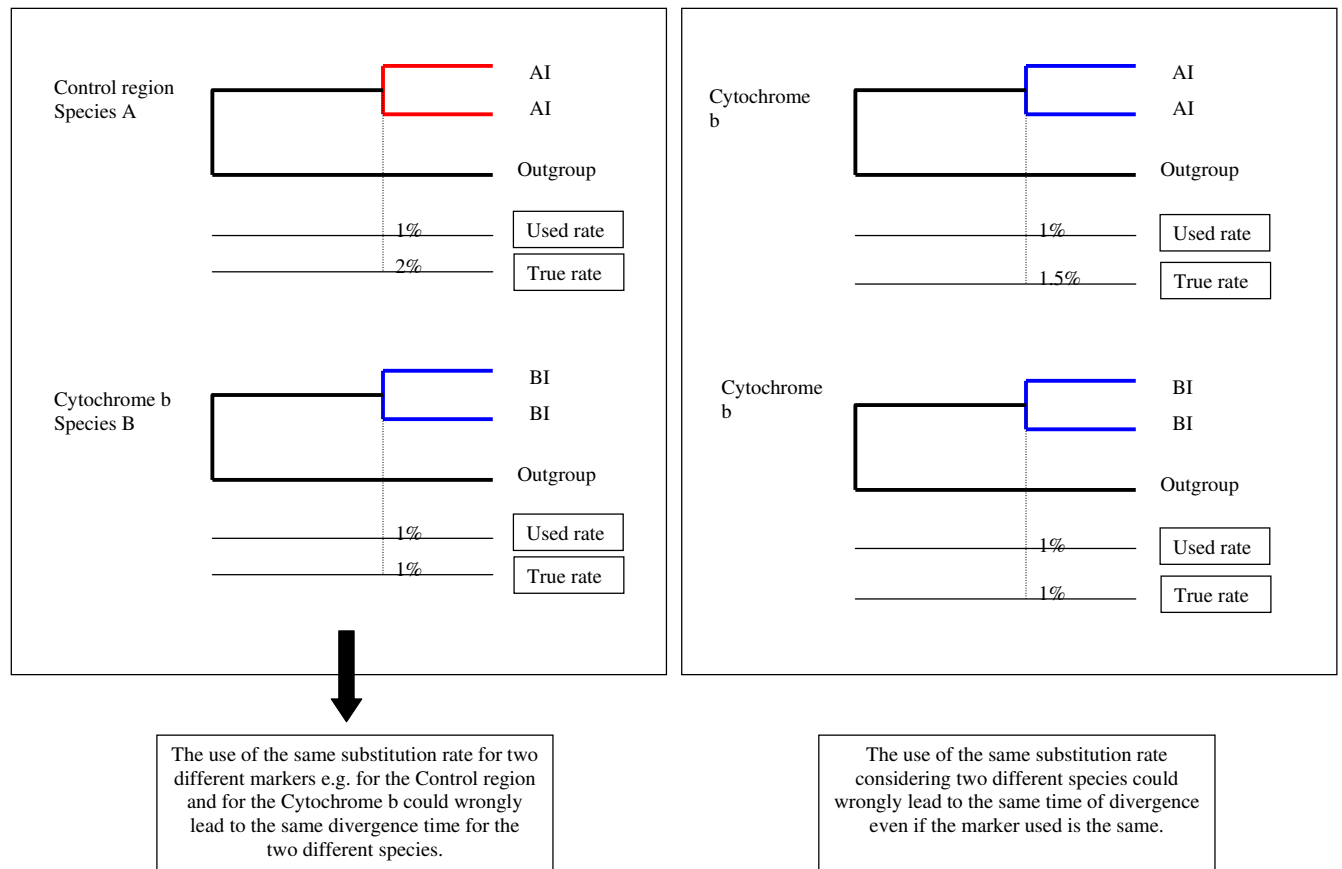 Control region
Species A
AI
AI
Outgroup
1%
Used rate
2%
True rate
Cytochrome b
Species B
BI
BI
Outgroup
1%
Used rate
1%
True rate
The use of the same substitution rate for two
different markers e.g. for the Control region
and for the Cytochrome b could wrongly
lead to the same divergence time for the
two different species.
Cytochrome
b
AI
AI
Outgroup
1%
Used rate
1.5%
True rate
Cytochrome
b
BI
BI
Outgroup
1%
Used rate
1%
True rate
The use of the same substitution rate
considering two different species could
wrongly lead to the same time of divergence
even if the marker used is the same.